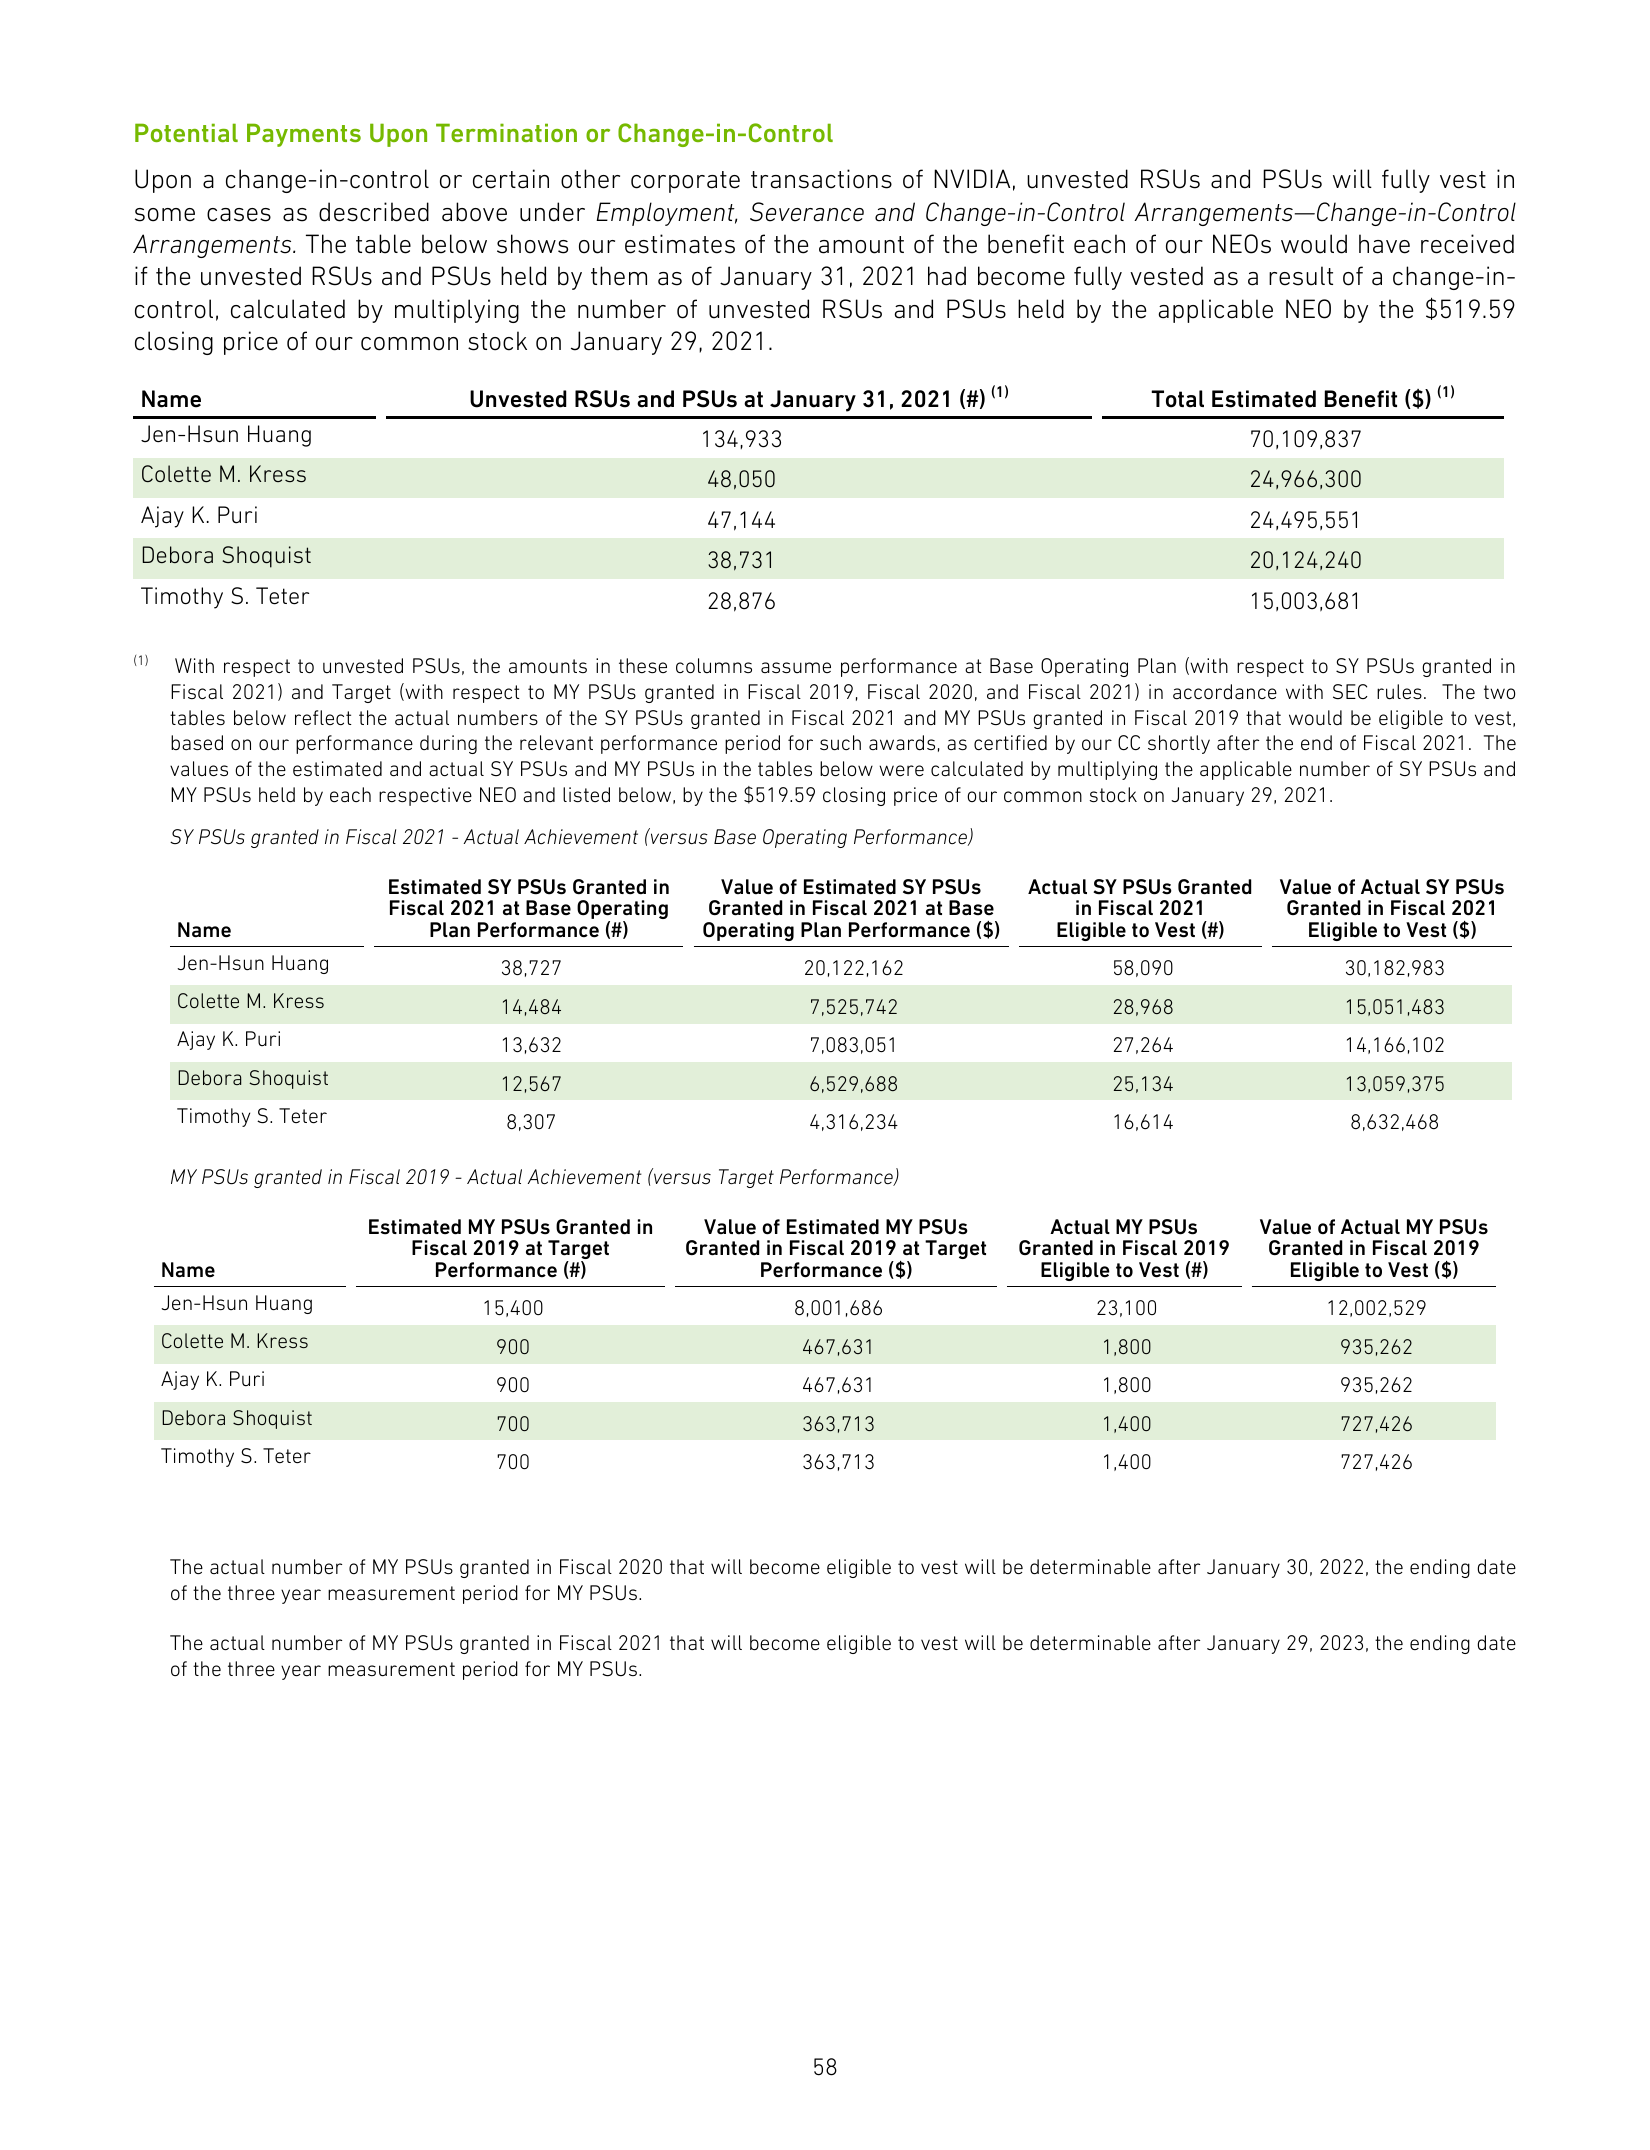 Potential Payments Upon Termination or Change-in-Control
Upon a change-in-control or certain other corporate transactions of NVIDIA, unvested RSUs and PSUs will fully vest in
some cases as described above under Employment, Severance and Change-in-Control Arrangements—Change-in-Control
Arrangements. The table below shows our estimates of the amount of the benefit each of our NEOs would have received
if the unvested RSUs and PSUs held by them as of January 31, 2021 had become fully vested as a result of a change-in-
control, calculated by multiplying the number of unvested RSUs and PSUs held by the applicable NEO by the $519.59
closing price of our common stock on January 29, 2021.
Name Unvested RSUs and PSUs at January 31, 2021 (#) (1) Total Estimated Benefit ($) (1)
Jen-Hsun Huang 134,933 70,109,837
Colette M. Kress 48,050 24,966,300
Ajay K. Puri 47,144 24,495,551
Debora Shoquist 38,731 20,124,240
Timothy S. Teter 28,876 15,003,681
(1) With respect to unvested PSUs, the amounts in these columns assume performance at Base Operating Plan (with respect to SY PSUs granted in
Fiscal 2021) and Target (with respect to MY PSUs granted in Fiscal 2019, Fiscal 2020, and Fiscal 2021) in accordance with SEC rules. The two
tables below reflect the actual numbers of the SY PSUs granted in Fiscal 2021 and MY PSUs granted in Fiscal 2019 that would be eligible to vest,
based on our performance during the relevant performance period for such awards, as certified by our CC shortly after the end of Fiscal 2021. The
values of the estimated and actual SY PSUs and MY PSUs in the tables below were calculated by multiplying the applicable number of SY PSUs and
MY PSUs held by each respective NEO and listed below, by the $519.59 closing price of our common stock on January 29, 2021.
SY PSUs granted in Fiscal 2021 - Actual Achievement (versus Base Operating Performance)
Estimated SY PSUs Granted in Value of Estimated SY PSUs Actual SY PSUs Granted Value of Actual SY PSUs
Fiscal 2021 at Base Operating Granted in Fiscal 2021 at Base in Fiscal 2021 Granted in Fiscal 2021
Name Plan Performance (#) Operating Plan Performance ($) Eligible to Vest (#) Eligible to Vest ($)
Jen-Hsun Huang 38,727 20,122,162 58,090 30,182,983
Colette M. Kress 14,484 7,525,742 28,968 15,051,483
Ajay K. Puri 13,632 7,083,051 27,264 14,166,102
Debora Shoquist 12,567 6,529,688 25,134 13,059,375
Timothy S. Teter 8,307 4,316,234 16,614 8,632,468
MY PSUs granted in Fiscal 2019 - Actual Achievement (versus Target Performance)
Estimated MY PSUs Granted in Value of Estimated MY PSUs Actual MY PSUs Value of Actual MY PSUs
Fiscal 2019 at Target Granted in Fiscal 2019 at Target Granted in Fiscal 2019 Granted in Fiscal 2019
Name Performance (#) Performance ($) Eligible to Vest (#) Eligible to Vest ($)
Jen-Hsun Huang 15,400 8,001,686 23,100 12,002,529
Colette M. Kress 900 467,631 1,800 935,262
Ajay K. Puri 900 467,631 1,800 935,262
Debora Shoquist 700 363,713 1,400 727,426
Timothy S. Teter 700 363,713 1,400 727,426
The actual number of MY PSUs granted in Fiscal 2020 that will become eligible to vest will be determinable after January 30, 2022, the ending date
of the three year measurement period for MY PSUs.
The actual number of MY PSUs granted in Fiscal 2021 that will become eligible to vest will be determinable after January 29, 2023, the ending date
of the three year measurement period for MY PSUs.
58